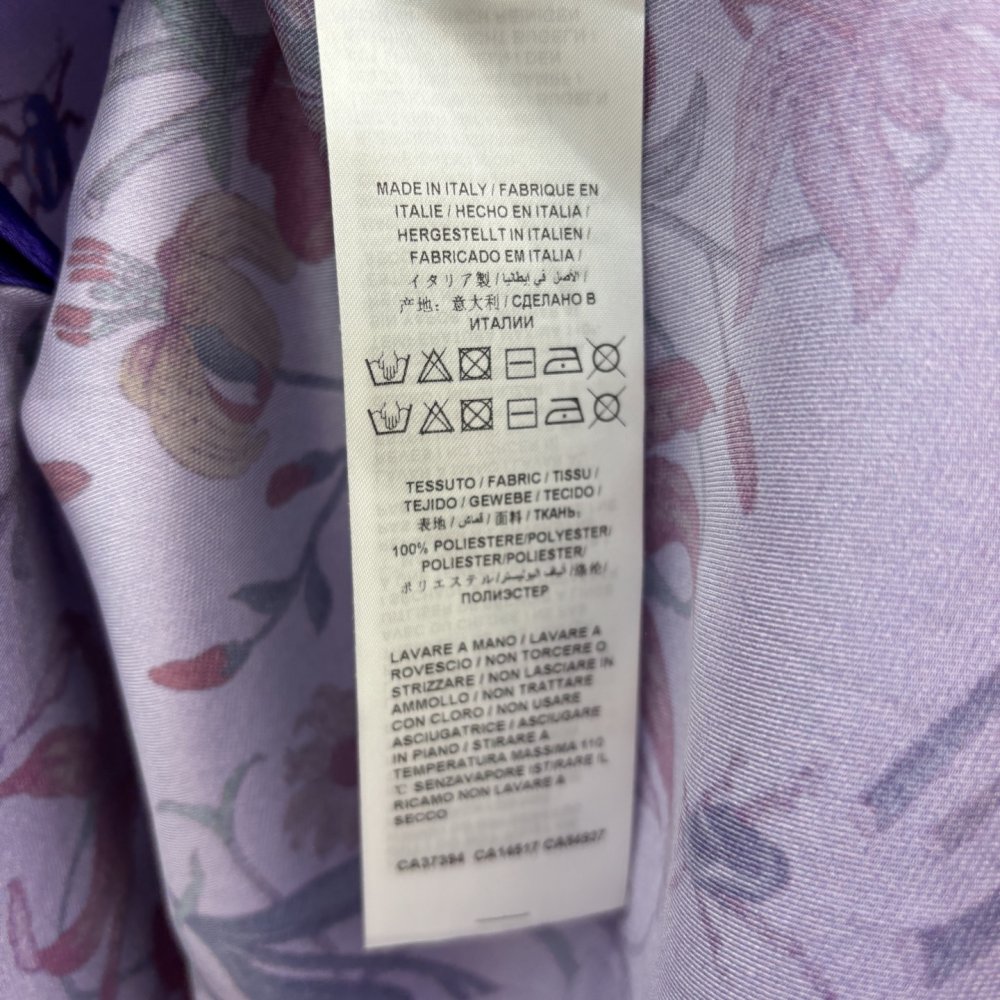 MADE IN ITALY / FABRIQUE EN
ITALIE / HECHO EN ITALIA /
HERGESTELLT IN ITALIEN /
FABRICADO EM ITALIA /
イタリア製 / الأصل في ايطاليا /
产地：意大利 / СДЕЛАНО В
ИТАЛИИ
TESSUTO / FABRIC / TISSU /
TEJIDO / GEWEBE / TECIDO /
表地 / قماش / 面料 / ТКАНЬ:
100% POLIESTERE/POLYESTER/
POLIESTER/POLIESTER/
ポリエステル/الياف البوليستر/涤纶/
ПОЛИЭСТЕР
LAVARE A MANO / LAVARE A
ROVESCIO / NON TORCERE O
STRIZZARE / NON LASCIARE IN
AMMOLLO / NON TRATTARE
CON CLORO / NON USARE
ASCIUGATRICE / ASCIUGARE
IN PIANO / STIRARE A
TEMPERATURA MASSIMA 110
℃ SENZAVAPORE ISTIRARE IL
RICAMO NON LAVARE A
SECCO
CA37394 CA14517